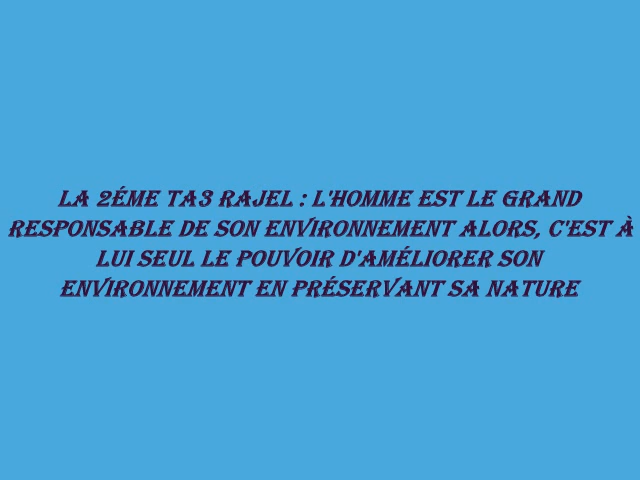 LA 2ÉME TA3 RAJEL : L'HOMME EST LE GRAND
RESPONSABLE DE SON ENVIRONNEMENT ALORS, C'EST À
LUI SEUL LE POUVOIR D'AMÉLIORER SON
ENVIRONNEMENT EN PRÉSERVANT SA NATURE